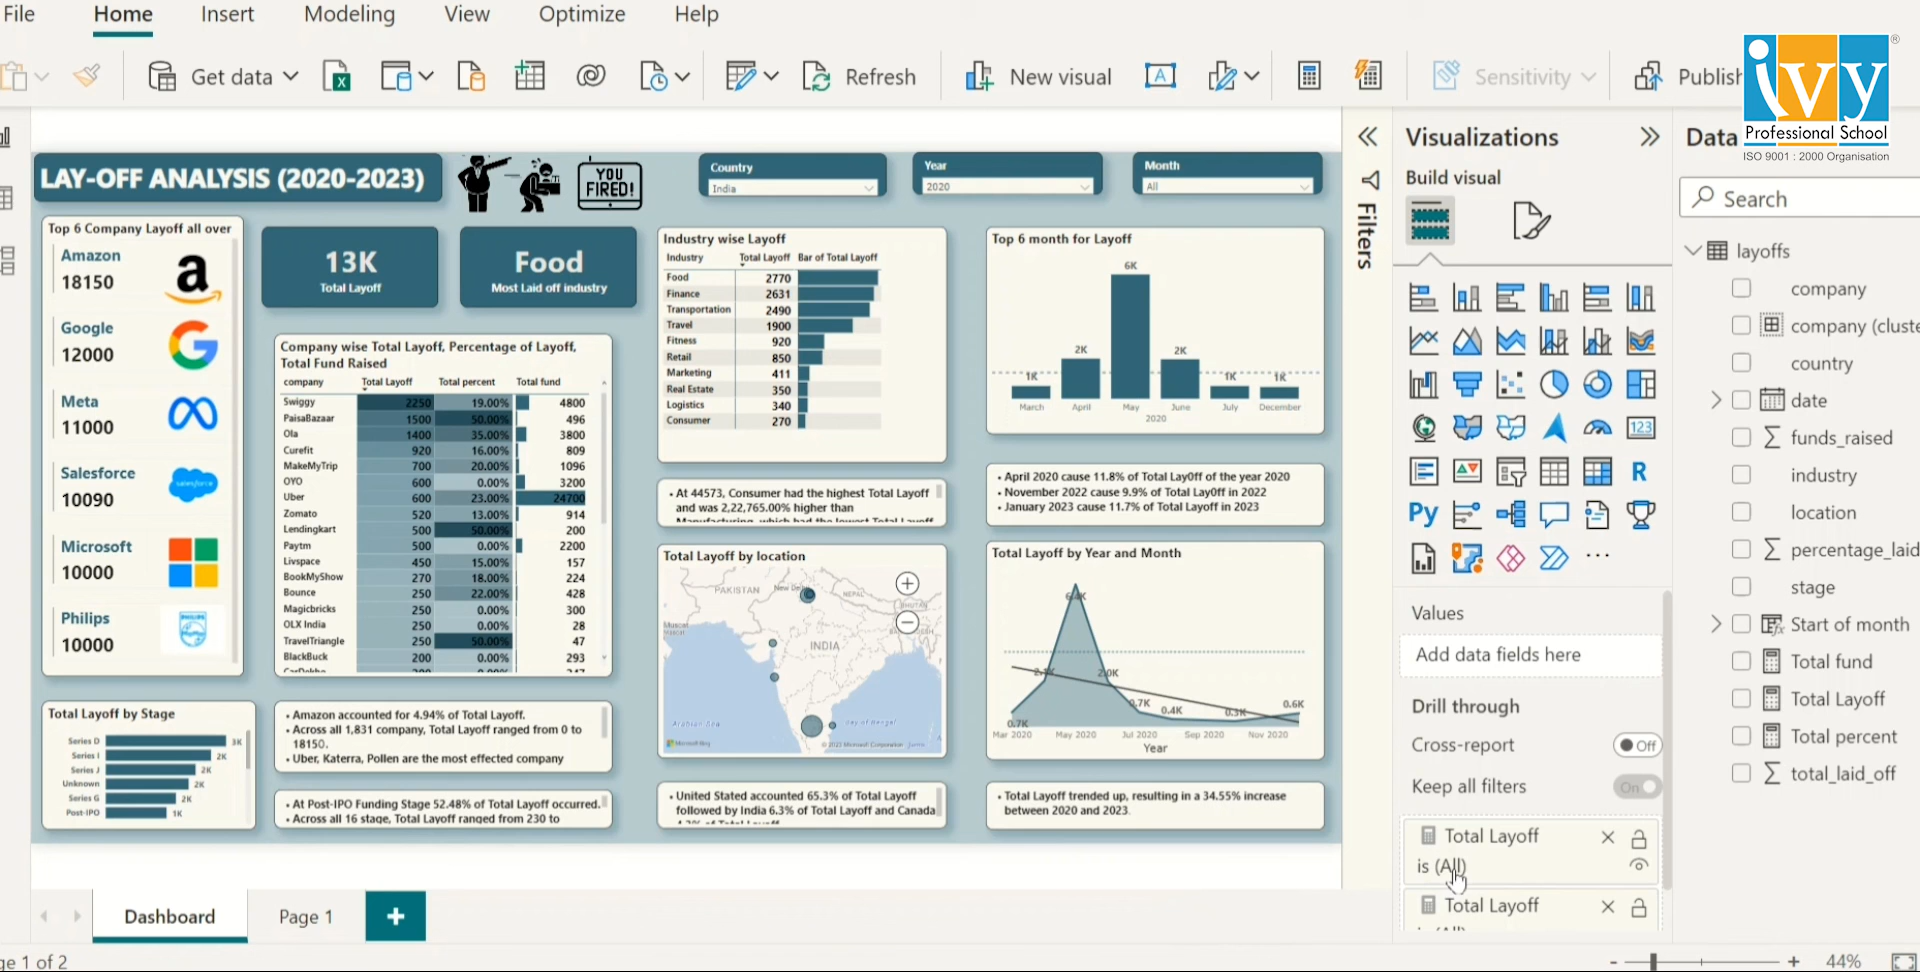 File
Home
Insert
Modeling
View
Optimize
Help
Get data
Refresh
New visual
Sensitivity
Publish
ivy
®
Professional School
ISO 9001 : 2000 Organisation
LAY-OFF ANALYSIS (2020-2023)
YOU
FIRED!
Country
India
Year
2020
Month
All
Top 6 Company Layoff all over
Amazon
18150
Google
12000
Meta
11000
Salesforce
10090
salesforce
Microsoft
10000
Philips
10000
PHILIPS
13K
Total Layoff
Food
Most Laid off industry
Company wise Total Layoff, Percentage of Layoff,
Total Fund Raised
company Total Layoff Total percent Total fund
Swiggy 2250 19.00% 4800
PaisaBazaar 1500 50.00% 496
Ola 1400 35.00% 3800
Curefit 920 16.00% 809
MakeMyTrip 700 20.00% 1096
OYO 600 0.00% 3200
Uber 600 23.00% 24700
Zomato 520 13.00% 914
Lendingkart 500 50.00% 200
Paytm 500 0.00% 2200
Livspace 450 15.00% 157
BookMyShow 270 18.00% 224
Bounce 250 22.00% 428
Magicbricks 250 0.00% 300
OLX India 250 0.00% 28
TravelTriangle 250 50.00% 47
BlackBuck 200 0.00% 293
Industry wise Layoff
Industry Total Layoff Bar of Total Layoff
Food 2770
Finance 2631
Transportation 2490
Travel 1900
Fitness 920
Retail 850
Marketing 411
Real Estate 350
Logistics 340
Consumer 270
Top 6 month for Layoff
6K
2K
2K
1K
1K
1K
March April May June July December
2020
• At 44573, Consumer had the highest Total Layoff
and was 2,22,765.00% higher than
Manufacturing, which had the lowest Total Layoff
• April 2020 cause 11.8% of Total Lay0ff of the year 2020
• November 2022 cause 9.9% of Total Lay0ff in 2022
• January 2023 cause 11.7% of Total Layoff in 2023
Total Layoff by location
PAKISTAN
New Delhi
NEPAL
BHUTAN
Muscat
INDIA
Arabian Sea
Bay of Bengal
Microsoft Bing
© 2023 Microsoft Corporation Terms
Total Layoff by Year and Month
6.4K
2.1K
2.0K
0.7K
0.7K
0.4K
0.3K
0.6K
Mar 2020 May 2020 Jul 2020 Sep 2020 Nov 2020
Year
Total Layoff by Stage
Series D 3K
Series I 2K
Series J 2K
Unknown 2K
Series G 2K
Post-IPO 1K
• Amazon accounted for 4.94% of Total Layoff.
• Across all 1,831 company, Total Layoff ranged from 0 to
18150.
• Uber, Katerra, Pollen are the most effected company
• At Post-IPO Funding Stage 52.48% of Total Layoff occurred.
• Across all 16 stage, Total Layoff ranged from 230 to
• United Stated accounted 65.3% of Total Layoff
followed by India 6.3% of Total Layoff and Canada
• Total Layoff trended up, resulting in a 34.55% increase
between 2020 and 2023.
Filters
Visualizations
Build visual
123
R
Py
Values
Add data fields here
Drill through
Cross-report
Off
Keep all filters
On
Total Layoff
is (All)
Total Layoff
is (All)
Data
Search
layoffs
company
company (cluste
country
date
funds_raised
industry
location
percentage_laid
stage
Start of month
Total fund
Total Layoff
Total percent
total_laid_off
Dashboard
Page 1
ge 1 of 2
44%